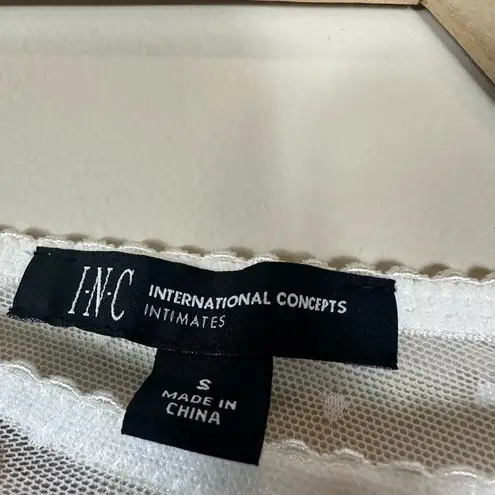 I·N·C INTERNATIONAL CONCEPTS
INTIMATES
S
MADE IN
CHINA